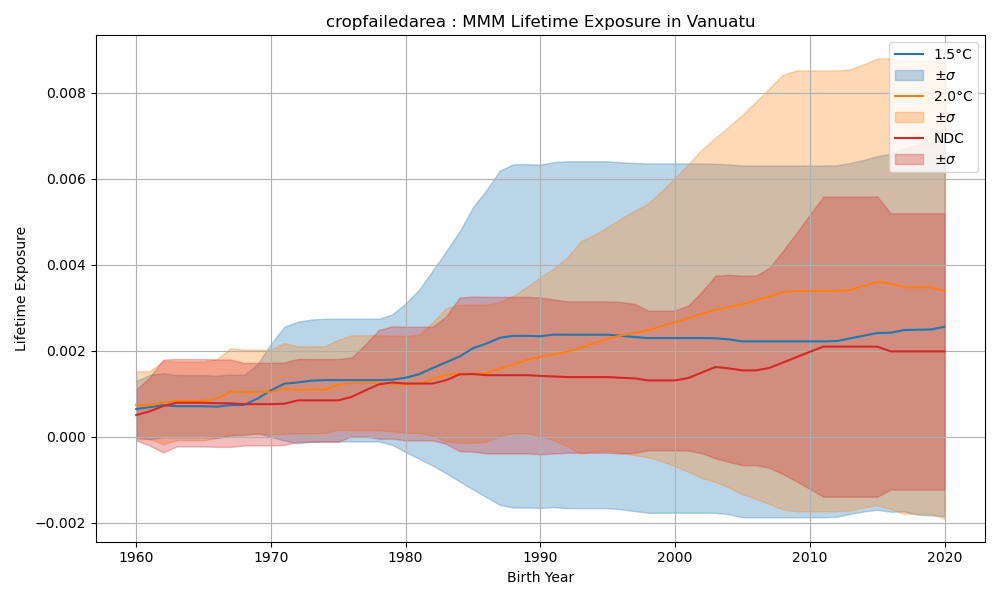 cropfailedarea : MMM Lifetime Exposure in Vanuatu
1.5°C
±σ
2.0°C
±σ
NDC
±σ
0.008
0.006
0.004
0.002
0.000
−0.002
Lifetime Exposure
1960 1970 1980 1990 2000 2010 2020
Birth Year